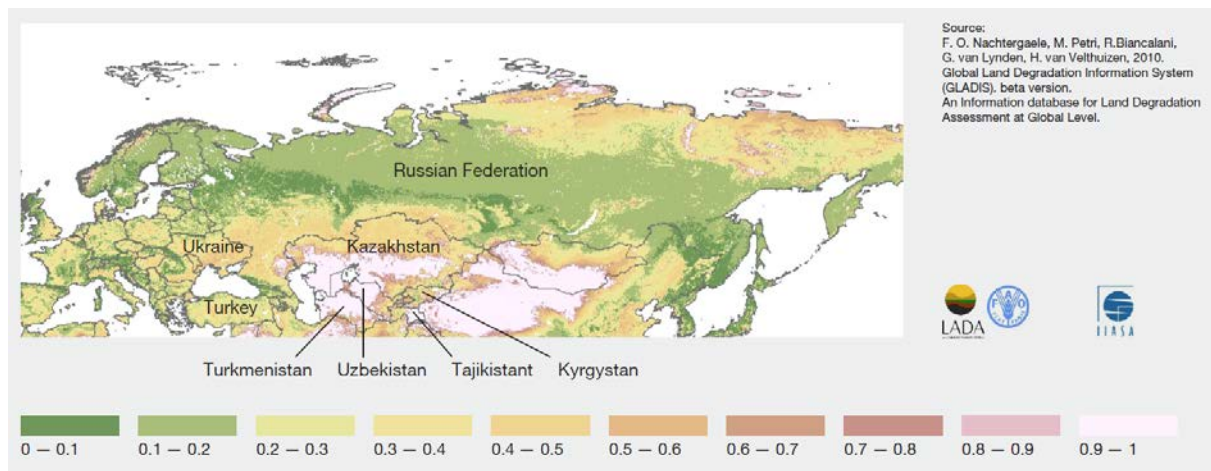 Source:
F. O. Nachtergaele, M. Petri, R.Biancalani,
G. van Lynden, H. van Velthuizen, 2010.
Global Land Degradation Information System
(GLADIS). beta version.
An Information database for Land Degradation
Assessment at Global Level.
Russian Federation
Ukraine
Kazakhstan
Turkey
Turkmenistan
Uzbekistan
Tajikistant
Kyrgystan
LADA
FAO
IIASA
0 — 0.1
0.1 — 0.2
0.2 — 0.3
0.3 — 0.4
0.4 — 0.5
0.5 — 0.6
0.6 — 0.7
0.7 — 0.8
0.8 — 0.9
0.9 — 1